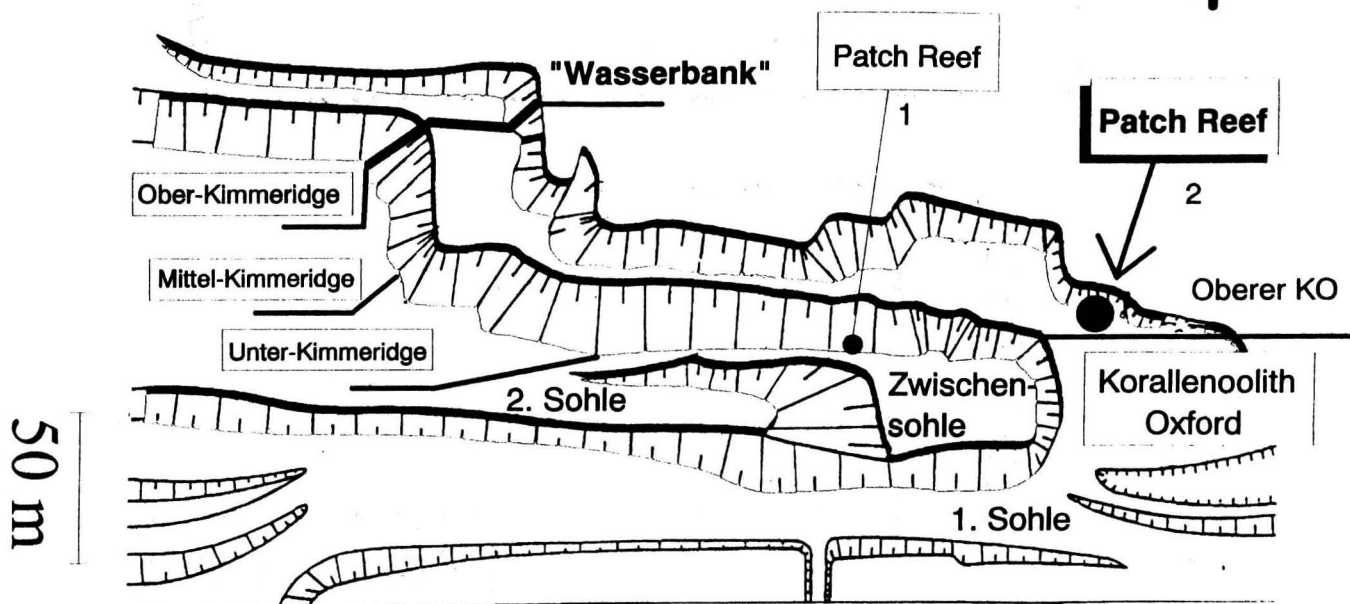 "Wasserbank"
Patch Reef
1
Patch Reef
2
Ober-Kimmeridge
Mittel-Kimmeridge
Unter-Kimmeridge
Oberer KO
2. Sohle
Zwischen-
sohle
Korallenoolith
Oxford
1. Sohle
50 m